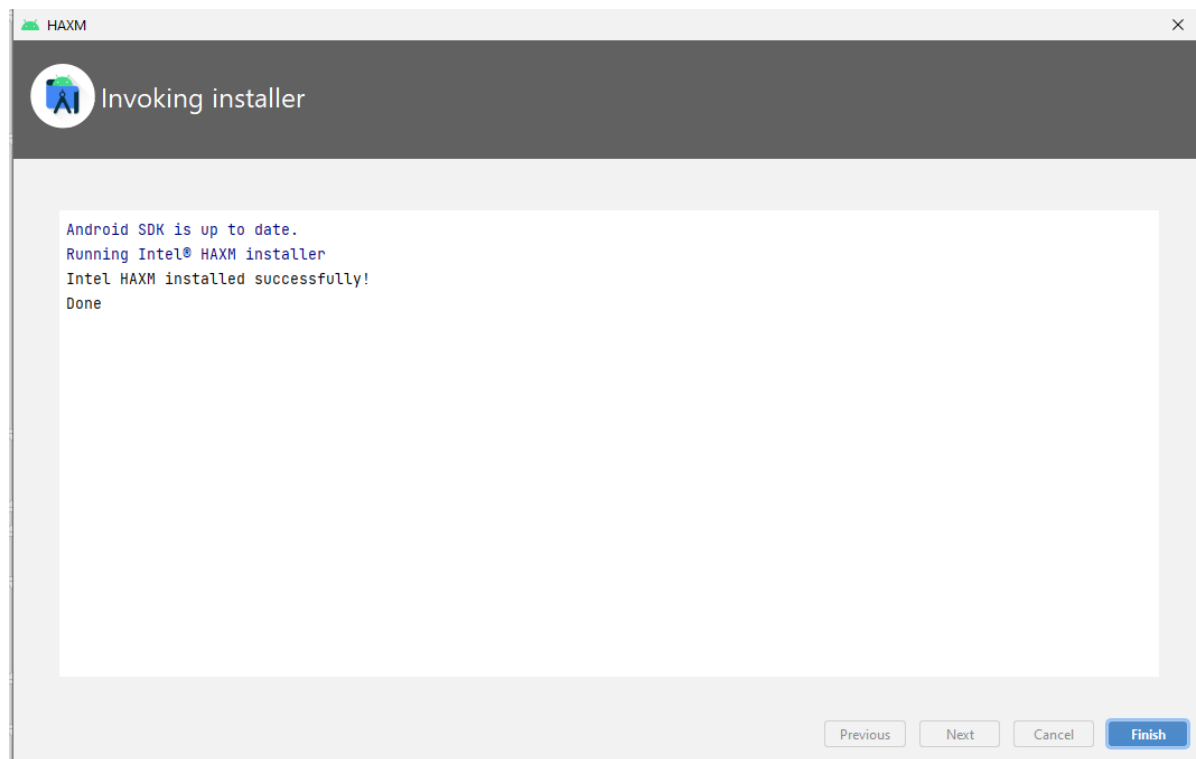 HAXM
Invoking installer
Android SDK is up to date.
Running Intel® HAXM installer
Intel HAXM installed successfully!
Done
Previous Next Cancel Finish